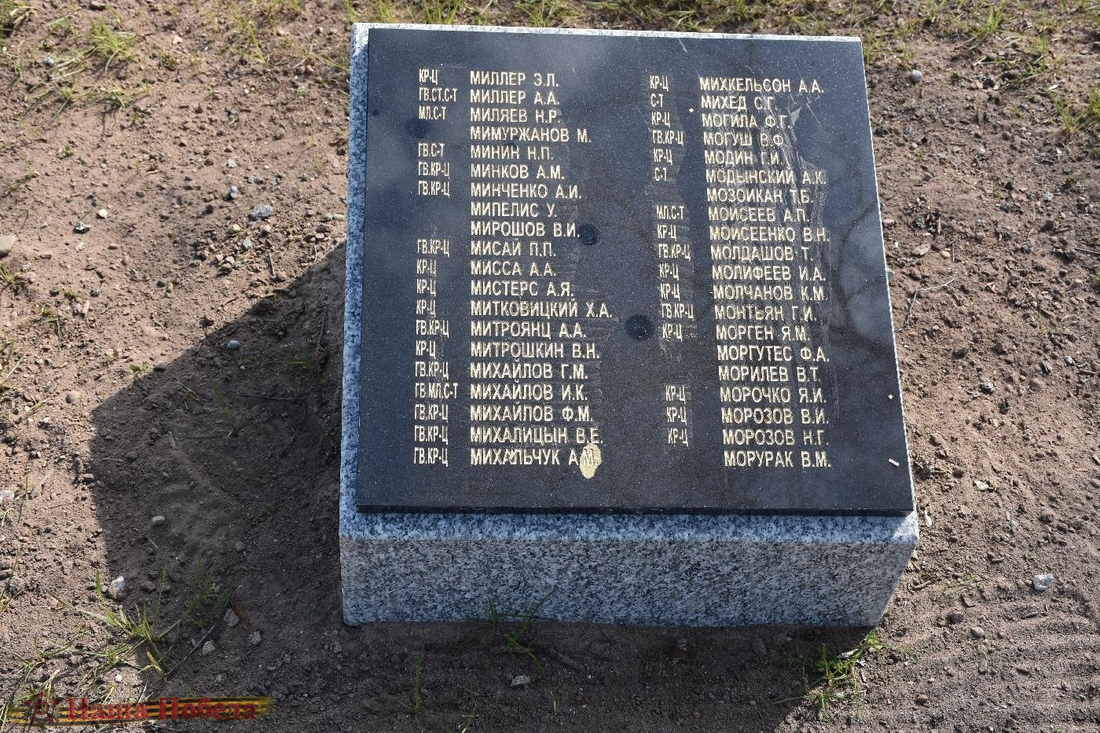 КР-Ц МИЛЛЕР Э.Л.
ГВ.СТ.С-Т МИЛЛЕР А.А.
МЛ.С-Т МИЛЯЕВ Н.Р.
МИМУРЖАНОВ М.
ГВ.С-Т МИНИН Н.П.
ГВ.КР-Ц МИНКОВ А.М.
ГВ.КР-Ц МИНЧЕНКО А.И.
МИПЕЛИС У.
МИРОШОВ В.И.
ГВ.КР-Ц МИСАЙ П.П.
КР-Ц МИССА А.А.
КР-Ц МИСТЕРС А.Я.
КР-Ц МИТКОВИЦКИЙ Х.А.
ГВ.КР-Ц МИТРОЯНЦ А.А.
КР-Ц МИТРОШКИН В.Н.
ГВ.КР-Ц МИХАЙЛОВ Г.М.
ГВ.МЛ.С-Т МИХАЙЛОВ И.К.
ГВ.КР-Ц МИХАЙЛОВ Ф.М.
ГВ.КР-Ц МИХАЛИЦЫН В.Е.
ГВ.КР-Ц МИХАЛЬЧУК А.М.
КР-Ц МИХКЕЛЬСОН А.А.
С-Т МИХЕД С.Г.
КР-Ц МОГИЛА Ф.Г.
ГВ.КР-Ц МОГУШ В.Ф.
КР-Ц МОДИН Г.И.
С-Т МОДЫНСКИЙ А.К.
МОЗОИКАН Т.Б.
МЛ.С-Т МОИСЕЕВ А.П.
КР-Ц МОИСЕЕНКО В.Н.
ГВ.КР-Ц МОЛДАШОВ Т.
КР-Ц МОЛИФЕЕВ И.А.
КР-Ц МОЛЧАНОВ К.М.
ГВ.КР-Ц МОНТЬЯН Г.И.
КР-Ц МОРГЕН Я.М.
МОРГУТЕС Ф.А.
МОРИЛЕВ В.Т.
КР-Ц МОРОЧКО Я.И.
КР-Ц МОРОЗОВ В.И.
КР-Ц МОРОЗОВ Н.Г.
МОРУРАК В.М.
Наша Победа